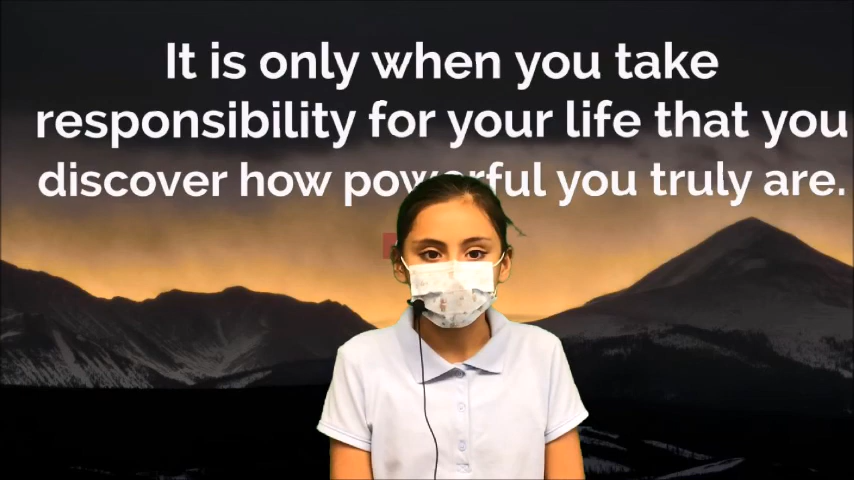 It is only when you take
responsibility for your life that you
discover how powerful you truly are.